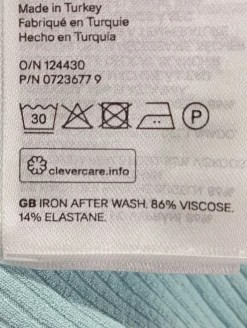 Made in Turkey
Fabriqué en Turquie
Hecho en Turquía
O/N 124430
P/N 0723677 9
30 P
clevercare.info
GB IRON AFTER WASH. 86% VISCOSE.
14% ELASTANE.